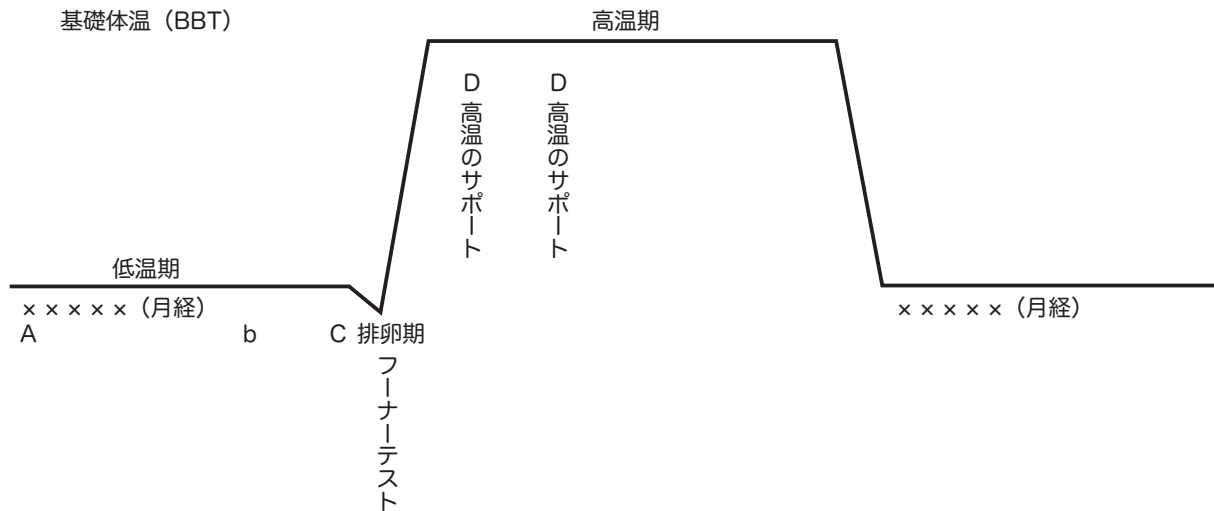 基礎体温（BBT）
高温期
D 高温のサポート
D 高温のサポート
低温期
×××××（月経）
×××××（月経）
A
b
C 排卵期
フーナーテスト